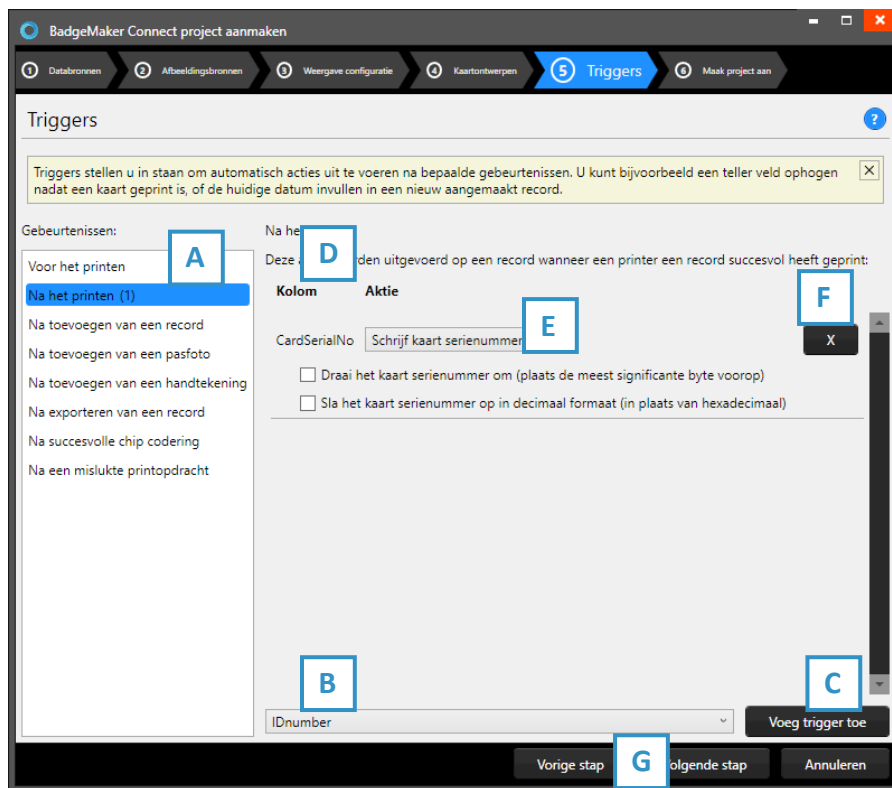 BadgeMaker Connect project aanmaken
1 Databronnen 2 Afbeeldingsbronnen 3 Weergave configuratie 4 Kaartontwerpen 5 Triggers 6 Maak project aan
Triggers ?
Triggers stellen u in staan om automatisch acties uit te voeren na bepaalde gebeurtenissen. U kunt bijvoorbeeld een teller veld ophogen
nadat een kaart geprint is, of de huidige datum invullen in een nieuw aangemaakt record.
Gebeurtenissen:
A
Voor het printen
Na het printen (1)
Na toevoegen van een record
Na toevoegen van een pasfoto
Na toevoegen van een handtekening
Na exporteren van een record
Na succesvolle chip codering
Na een mislukte printopdracht
Na he
D
Deze a rden uitgevoerd op een record wanneer een printer een record succesvol heeft geprint:
Kolom Aktie
E
F
CardSerialNo Schrijf kaart serienummer X
Draai het kaart serienummer om (plaats de meest significante byte voorop)
Sla het kaart serienummer op in decimaal formaat (in plaats van hexadecimaal)
B
C
IDnumber Voeg trigger toe
Vorige stap G olgende stap Annuleren